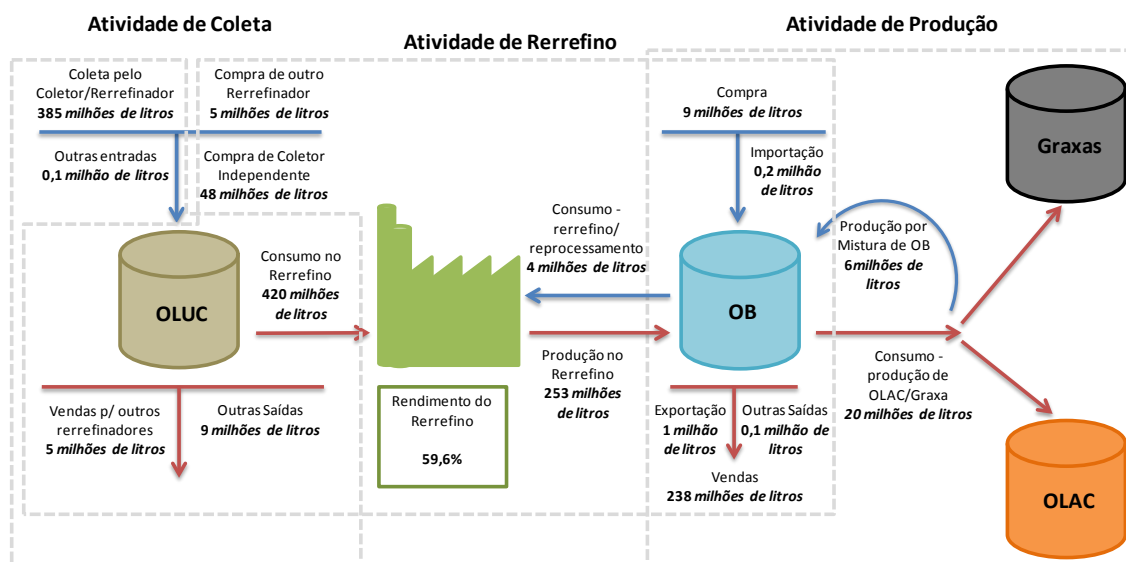 Atividade de Coleta
Atividade de Rerrefino
Atividade de Produção
Coleta pelo
Coletor/Rerrefinador
385 milhões de litros
Compra de outro
Rerrefinador
5 milhões de litros
Outras entradas
0,1 milhão de litros
Compra de Coletor
Independente
48 milhões de litros
OLUC
Consumo no
Rerrefino
420 milhões
de litros
Vendas p/ outros
rerrefinadores
5 milhões de litros
Outras Saídas
9 milhões de litros
Rendimento do
Rerrefino
59,6%
Consumo -
rerrefino/
reprocessamento
4 milhões de litros
Produção no
Rerrefino
253 milhões
de litros
Compra
9 milhões de litros
Importação
0,2 milhão
de litros
OB
Exportação
1 milhão
de litros
Outras Saídas
0,1 milhão de
litros
Vendas
238 milhões de litros
Produção por
Mistura de OB
6milhões de
litros
Consumo -
produção de
OLAC/Graxa
20 milhões de litros
Graxas
OLAC